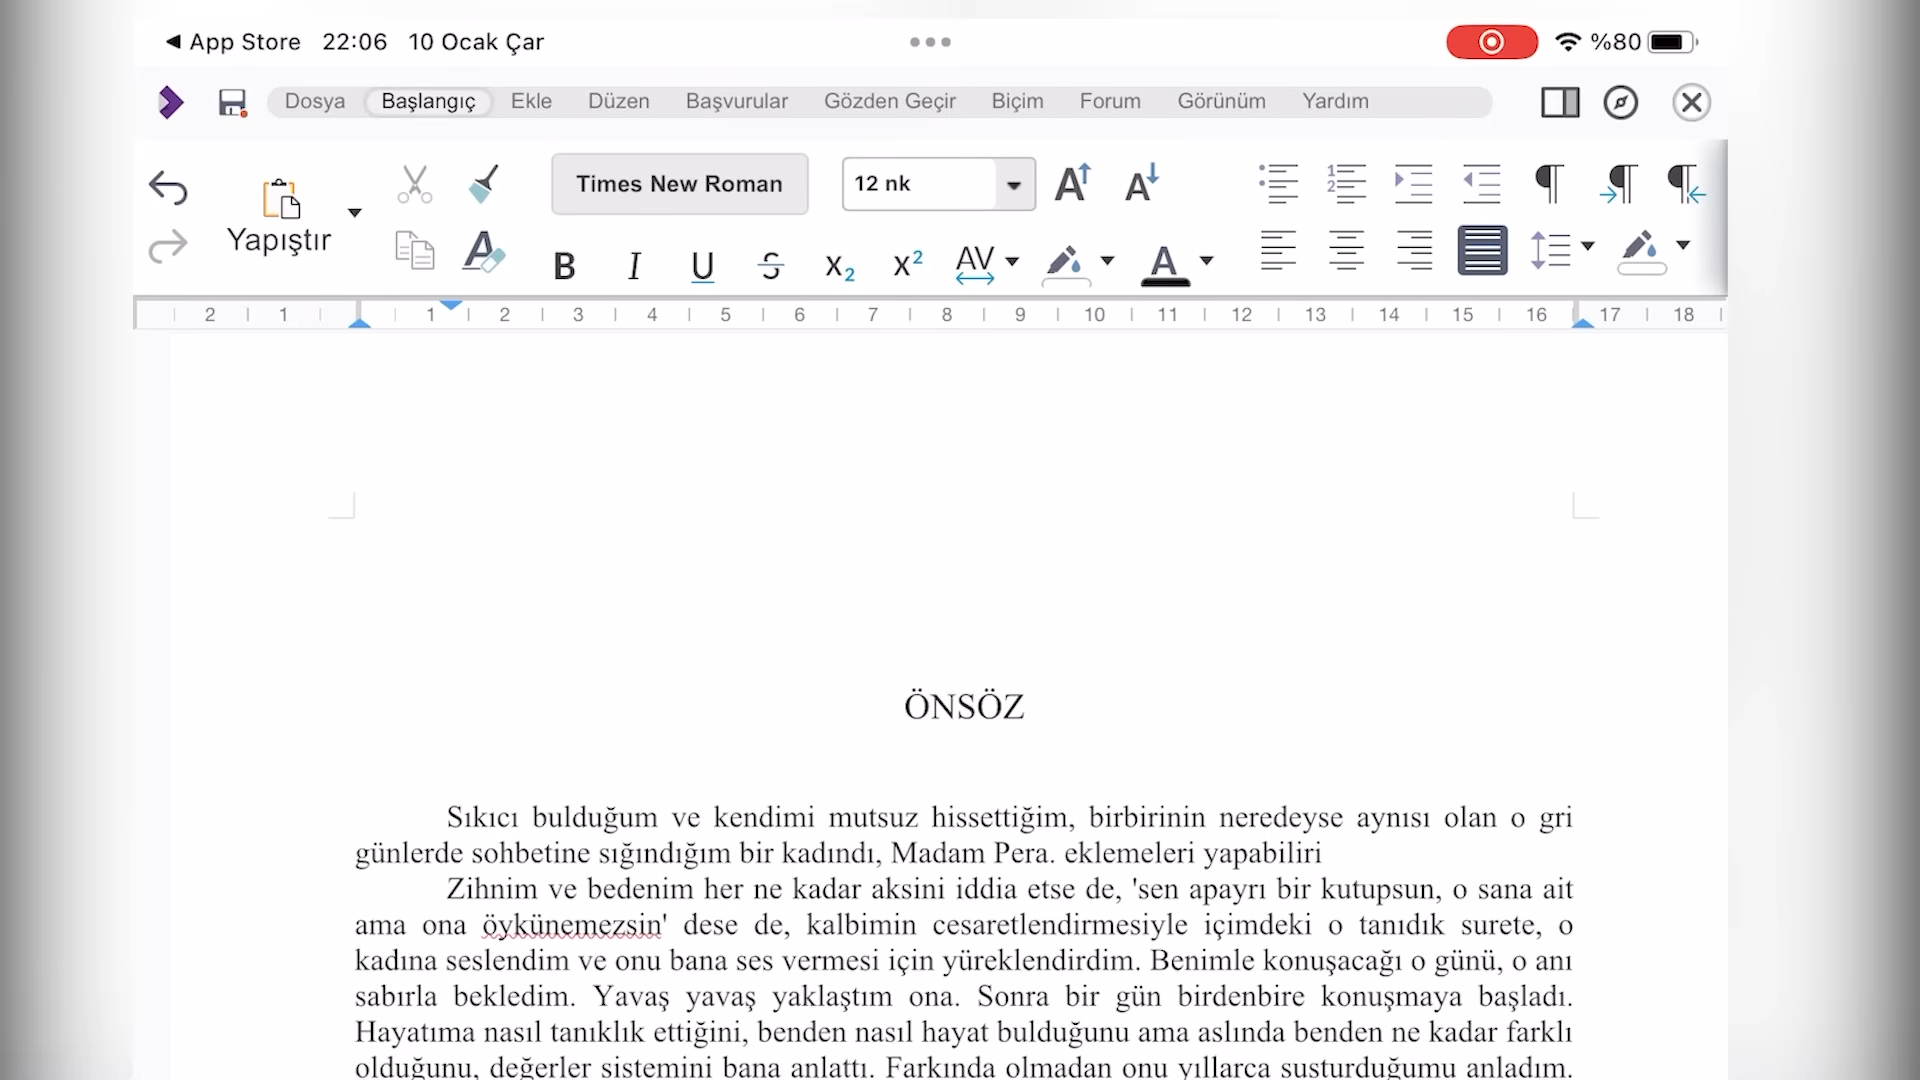 ◀ App Store 22:06 10 Ocak Çar %80
Dosya Başlangıç Ekle Düzen Başvurular Gözden Geçir Biçim Forum Görünüm Yardım
Times New Roman 12 nk
Yapıştır
2 1 1 2 3 4 5 6 7 8 9 10 11 12 13 14 15 16 17 18
ÖNSÖZ
Sıkıcı bulduğum ve kendimi mutsuz hissettiğim, birbirinin neredeyse aynısı olan o gri
günlerde sohbetine sığındığım bir kadındı, Madam Pera. eklemeleri yapabiliri
Zihnim ve bedenim her ne kadar aksini iddia etse de, 'sen apayrı bir kutupsun, o sana ait
ama ona öykünemezsin' dese de, kalbimin cesaretlendirmesiyle içimdeki o tanıdık surete, o
kadına seslendim ve onu bana ses vermesi için yüreklendirdim. Benimle konuşacağı o günü, o anı
sabırla bekledim. Yavaş yavaş yaklaştım ona. Sonra bir gün birdenbire konuşmaya başladı.
Hayatıma nasıl tanıklık ettiğini, benden nasıl hayat bulduğunu ama aslında benden ne kadar farklı
olduğunu, değerler sistemini bana anlattı. Farkında olmadan onu yıllarca susturduğumu anladım.